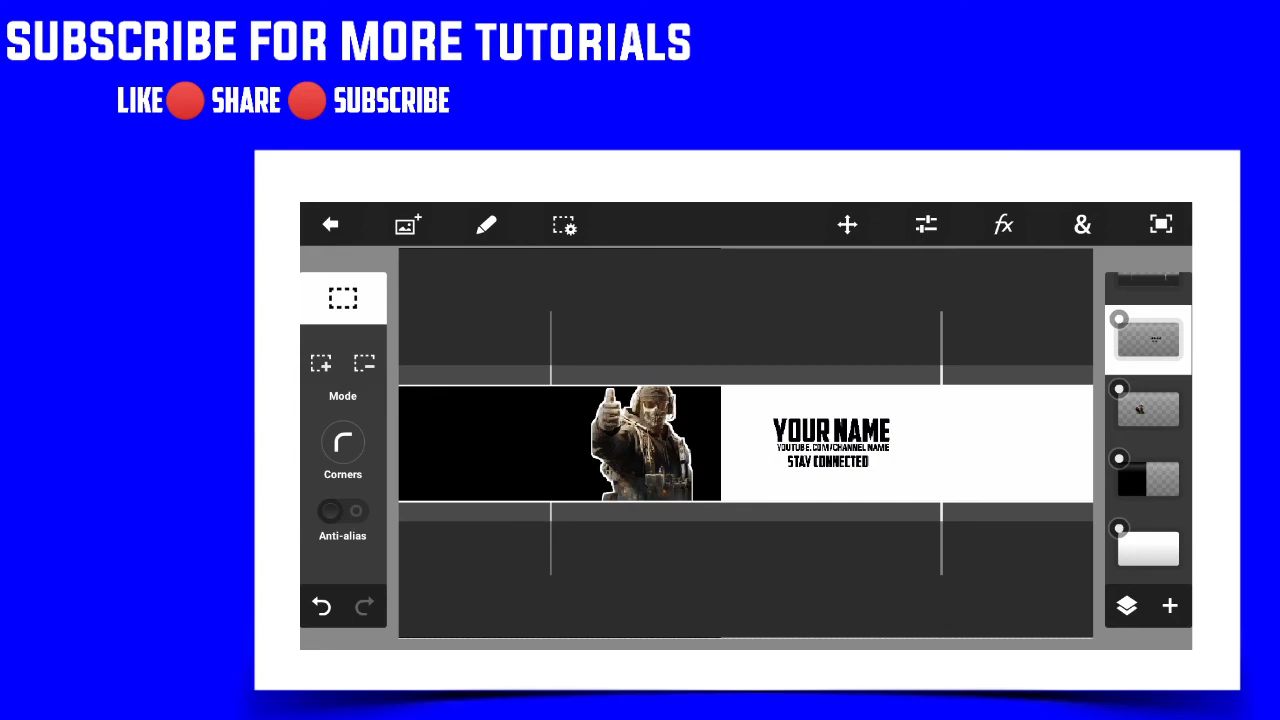 SUBSCRIBE FOR MORE TUTORIALS
LIKE🔴 SHARE 🔴 SUBSCRIBE
fx &
Mode
Corners
Anti-alias
YOUR NAME
YOUTUBE.COM/CHANNEL NAME
STAY CONNECTED